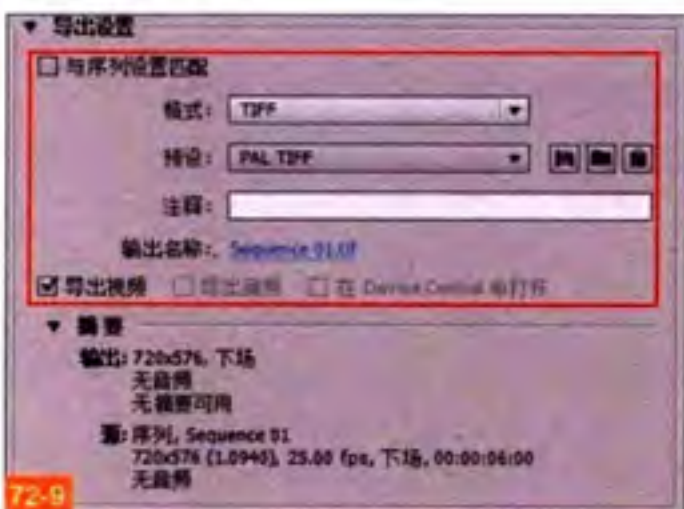 导出设置
与序列设置匹配
格式: TIFF
预设: PAL TIFF
注释:
输出名称: Sequence 01.tif
导出视频 导出音频 在 Device Central 中打开
摘要
输出: 720x576, 下场
无音频
无摘要可用
源: 序列, Sequence 01
720x576 (1.0940), 25.00 fps, 下场, 00:00:06:00
无音频
72-9